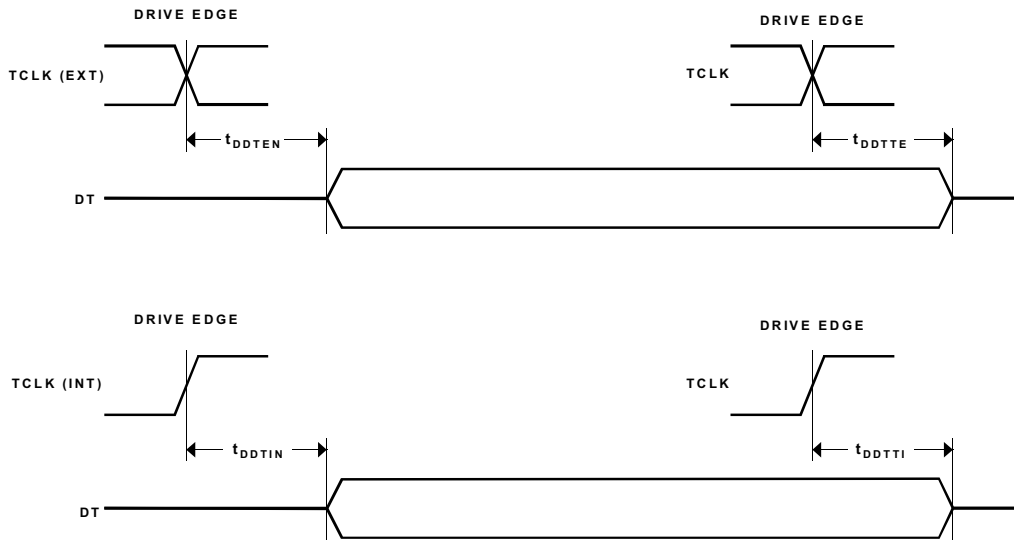 DRIVE EDGE
DRIVE EDGE
TCLK (EXT)
TCLK
tDDTEN
tDDTTE
DT
DRIVE EDGE
DRIVE EDGE
TCLK (INT)
TCLK
tDDTIN
tDDTTI
DT